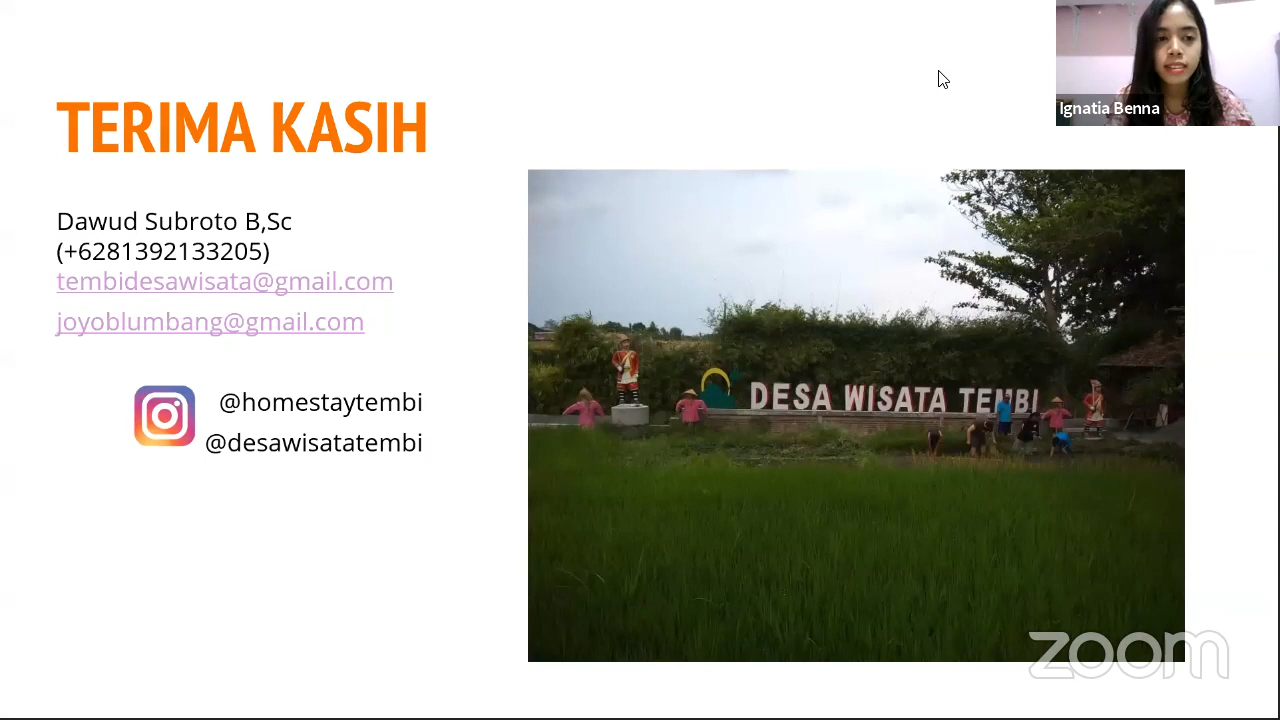 Ignatia Benna
TERIMA KASIH
Dawud Subroto B,Sc
(+6281392133205)
tembidesawisata@gmail.com
joyoblumbang@gmail.com
@homestaytembi
@desawisatatembi
DESA WISATA TEMBI
zoom